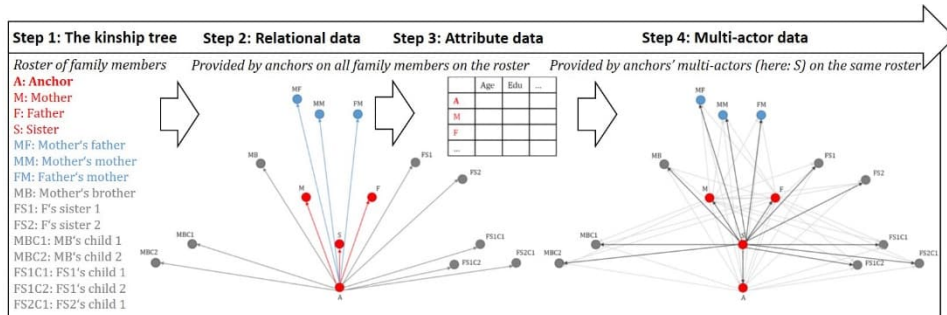 Step 1: The kinship tree
Step 2: Relational data
Step 3: Attribute data
Step 4: Multi-actor data
Roster of family members
Provided by anchors on all family members on the roster
Provided by anchors' multi-actors (here: S) on the same roster
A: Anchor
M: Mother
F: Father
S: Sister
MF: Mother's father
MM: Mother's mother
FM: Father's mother
MB: Mother's brother
FS1: F's sister 1
FS2: F's sister 2
MBC1: MB's child 1
MBC2: MB's child 2
FS1C1: FS1's child 1
FS1C2: FS1's child 2
FS2C1: FS2's child 1
MF
MM
FM
MB
FS1
FS2
M
F
S
MBC1
MBC2
FS1C1
FS1C2
FS2C1
A
Age Edu ...
A
M
F
...
MF
MM
FM
MB
FS1
FS2
M
F
S
MBC1
MBC2
FS1C1
FS1C2
FS2C1
A